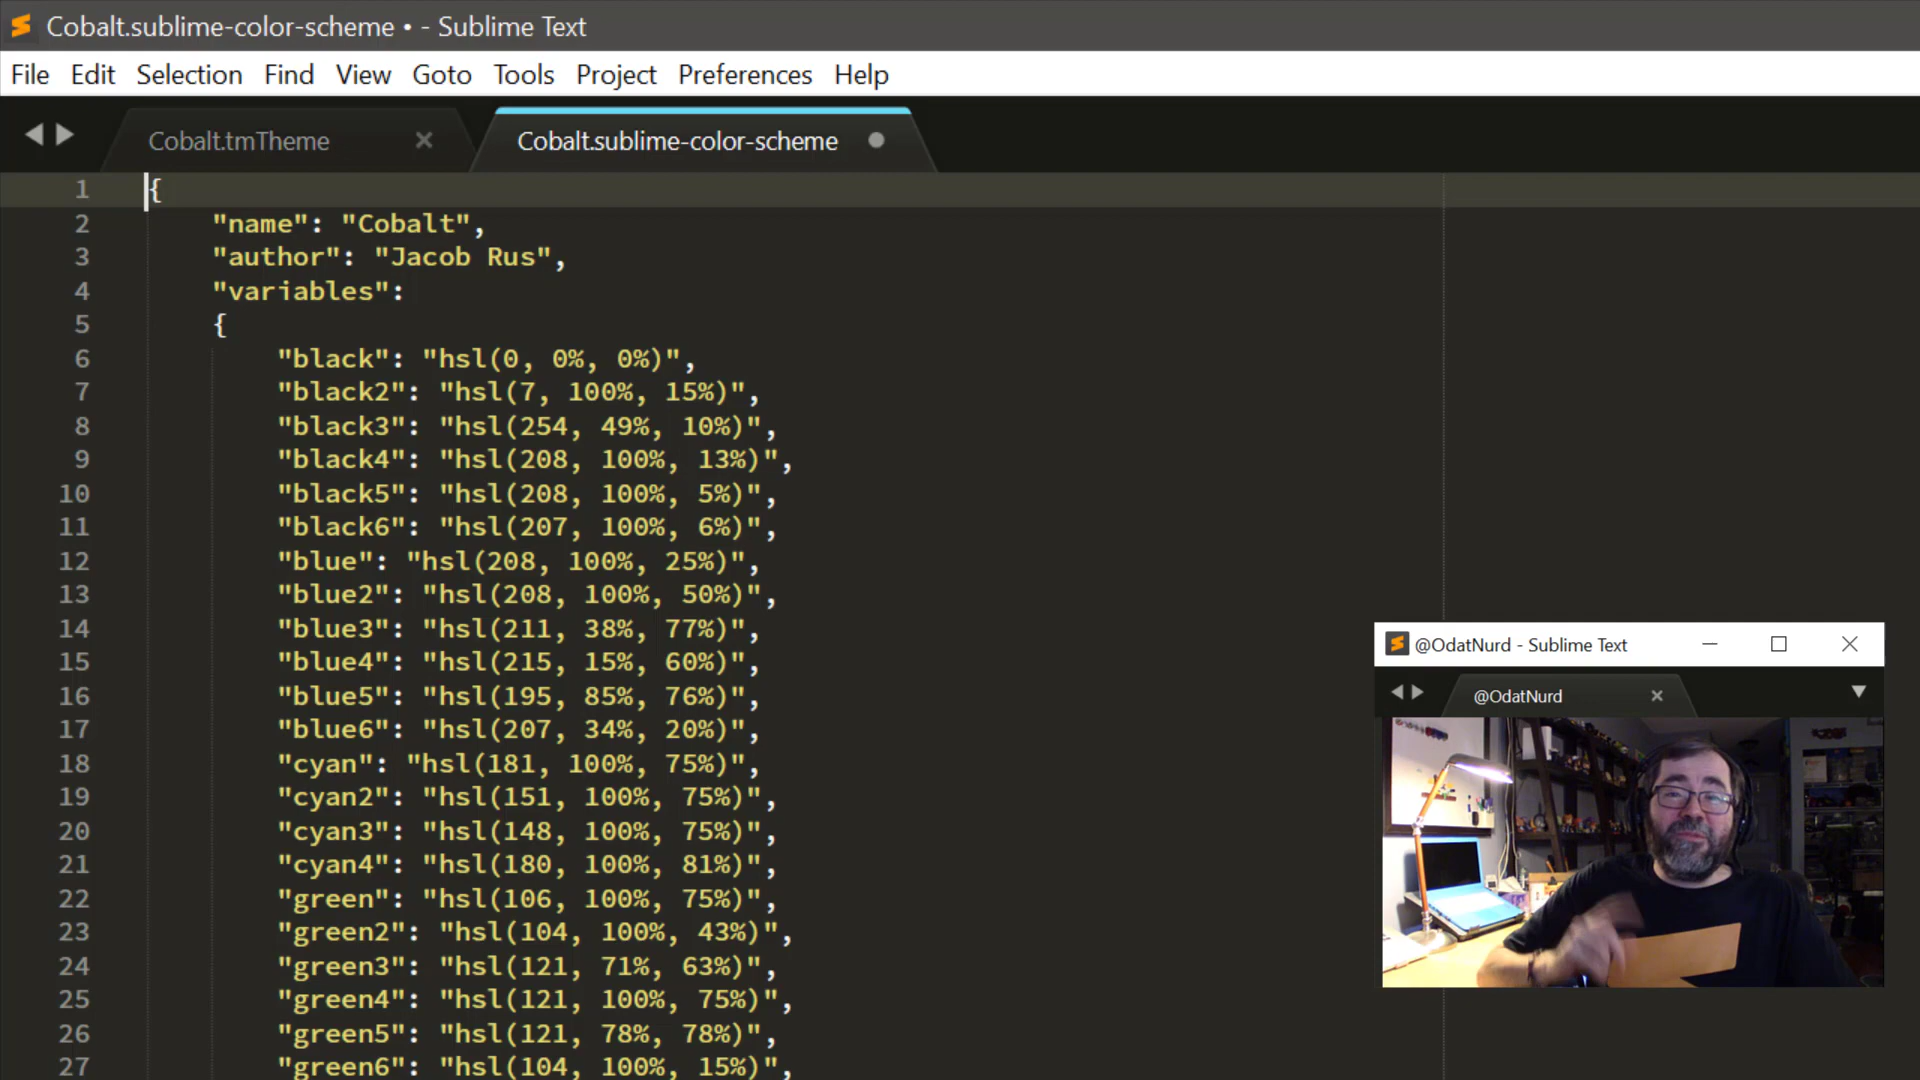 Cobalt.sublime-color-scheme • - Sublime Text
File Edit Selection Find View Goto Tools Project Preferences Help
Cobalt.tmTheme
Cobalt.sublime-color-scheme
1 {
2 "name": "Cobalt",
3 "author": "Jacob Rus",
4 "variables":
5 {
6 "black": "hsl(0, 0%, 0%)",
7 "black2": "hsl(7, 100%, 15%)",
8 "black3": "hsl(254, 49%, 10%)",
9 "black4": "hsl(208, 100%, 13%)",
10 "black5": "hsl(208, 100%, 5%)",
11 "black6": "hsl(207, 100%, 6%)",
12 "blue": "hsl(208, 100%, 25%)",
13 "blue2": "hsl(208, 100%, 50%)",
14 "blue3": "hsl(211, 38%, 77%)",
15 "blue4": "hsl(215, 15%, 60%)",
16 "blue5": "hsl(195, 85%, 76%)",
17 "blue6": "hsl(207, 34%, 20%)",
18 "cyan": "hsl(181, 100%, 75%)",
19 "cyan2": "hsl(151, 100%, 75%)",
20 "cyan3": "hsl(148, 100%, 75%)",
21 "cyan4": "hsl(180, 100%, 81%)",
22 "green": "hsl(106, 100%, 75%)",
23 "green2": "hsl(104, 100%, 43%)",
24 "green3": "hsl(121, 71%, 63%)",
25 "green4": "hsl(121, 100%, 75%)",
26 "green5": "hsl(121, 78%, 78%)",
27 "green6": "hsl(104, 100%, 15%)",
@OdatNurd - Sublime Text
@OdatNurd